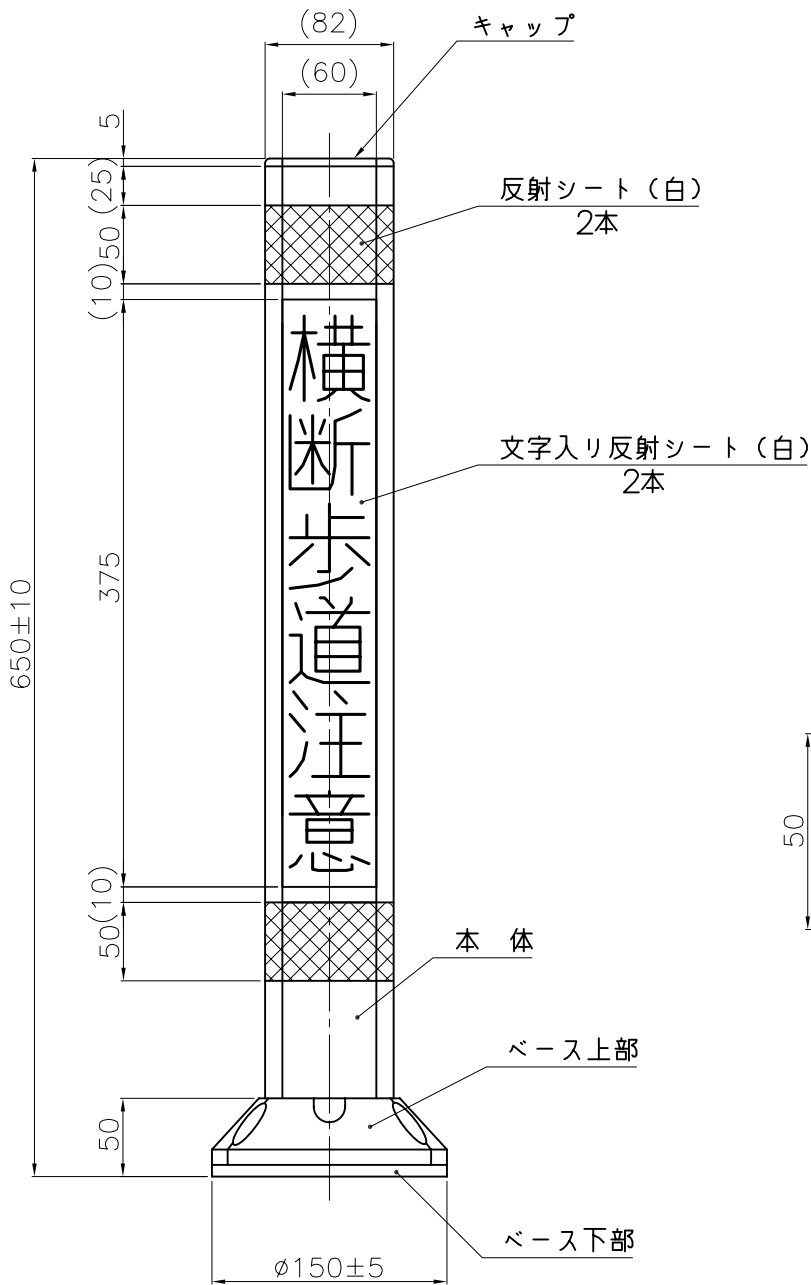 (82)
キャップ
(60)
5
(25)
反射シート（白）
2本
50
(10)
横断歩道注意
文字入り反射シート（白）
2本
375
650±10
50
(10)
50
本 体
ベース上部
50
ベース下部
φ150±5